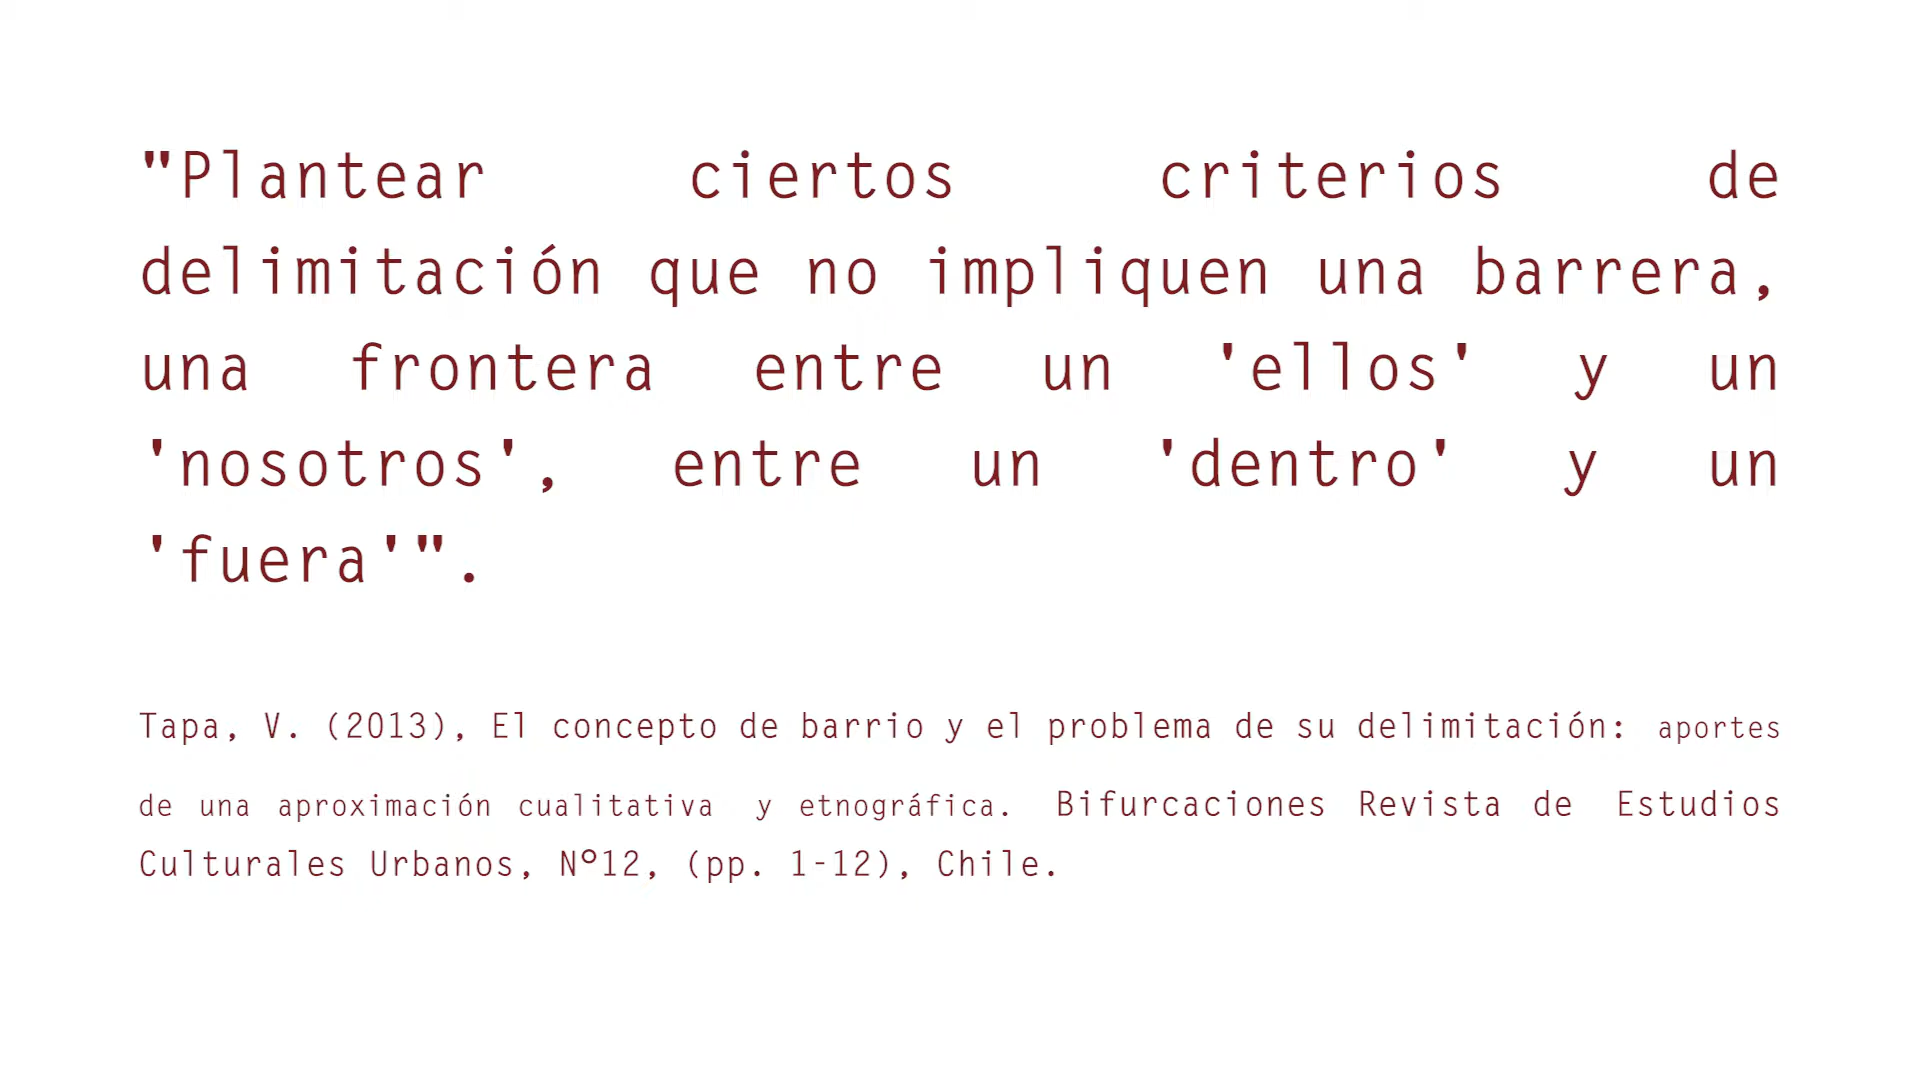 "Plantear ciertos criterios de
delimitación que no impliquen una barrera,
una frontera entre un 'ellos' y un
'nosotros', entre un 'dentro' y un
'fuera'".
Tapa, V. (2013), El concepto de barrio y el problema de su delimitación: aportes
de una aproximación cualitativa y etnográfica. Bifurcaciones Revista de Estudios
Culturales Urbanos, Nº12, (pp. 1-12), Chile.